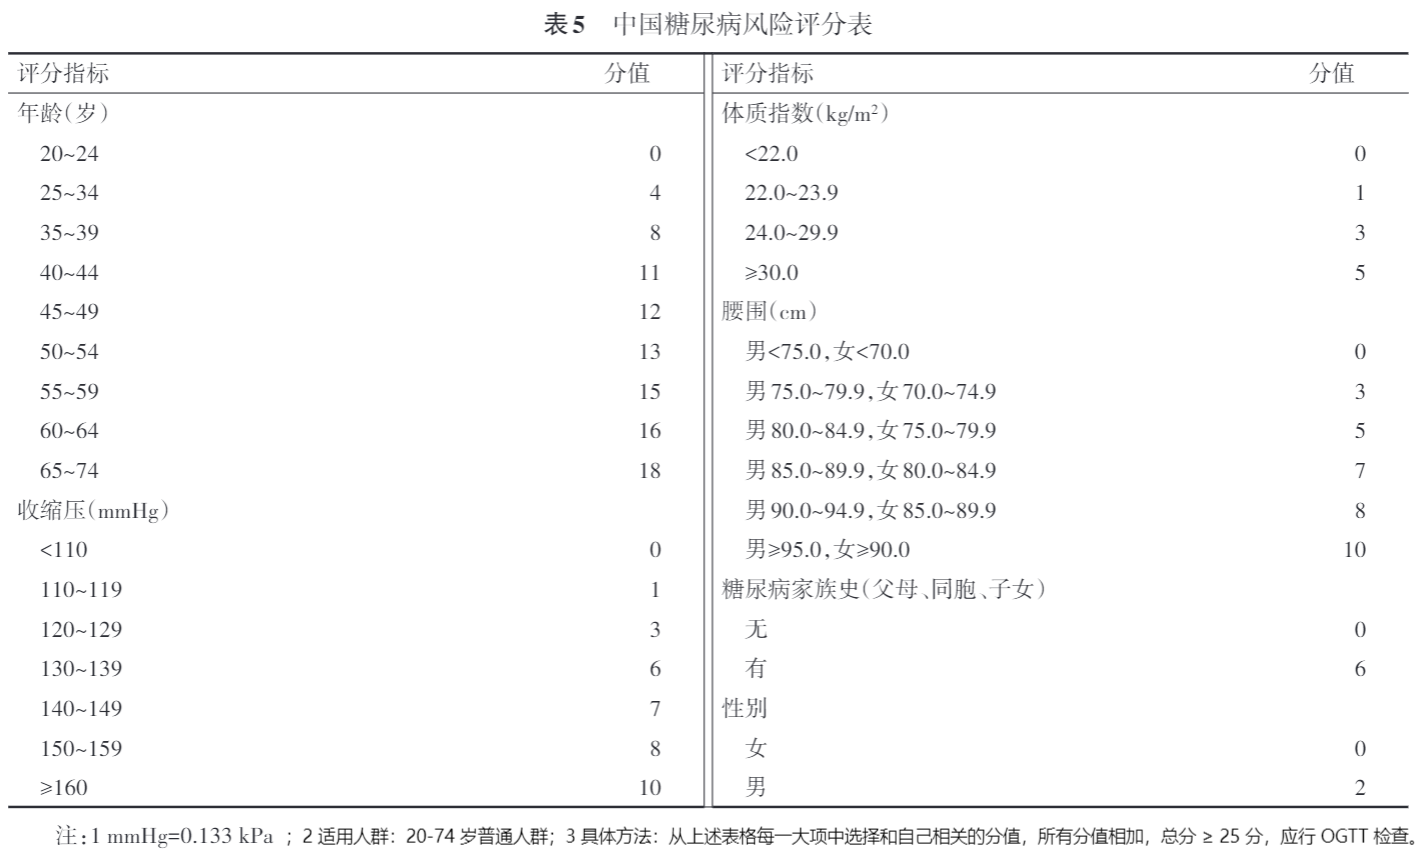 表5 中国糖尿病风险评分表
评分指标 分值 评分指标 分值
年龄(岁) 体质指数(kg/m²)
20~24 0 <22.0 0
25~34 4 22.0~23.9 1
35~39 8 24.0~29.9 3
40~44 11 ≥30.0 5
45~49 12 腰围(cm)
50~54 13 男<75.0,女<70.0 0
55~59 15 男75.0~79.9,女70.0~74.9 3
60~64 16 男80.0~84.9,女75.0~79.9 5
65~74 18 男85.0~89.9,女80.0~84.9 7
收缩压(mmHg) 男90.0~94.9,女85.0~89.9 8
<110 0 男≥95.0,女≥90.0 10
110~119 1 糖尿病家族史(父母、同胞、子女)
120~129 3 无 0
130~139 6 有 6
140~149 7 性别
150~159 8 女 0
≥160 10 男 2
注:1 mmHg=0.133 kPa ；2 适用人群：20-74 岁普通人群；3 具体方法：从上述表格每一大项中选择和自己相关的分值，所有分值相加，总分 ≥ 25 分，应行 OGTT 检查。